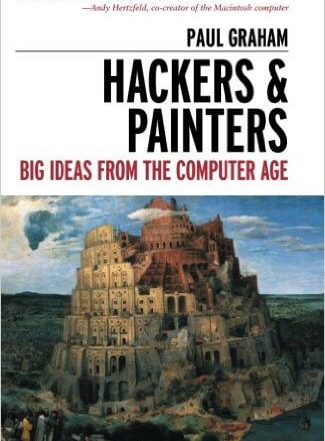 —Andy Hertzfeld, co-creator of the Macintosh computer
PAUL GRAHAM
HACKERS &
PAINTERS
BIG IDEAS FROM THE COMPUTER AGE